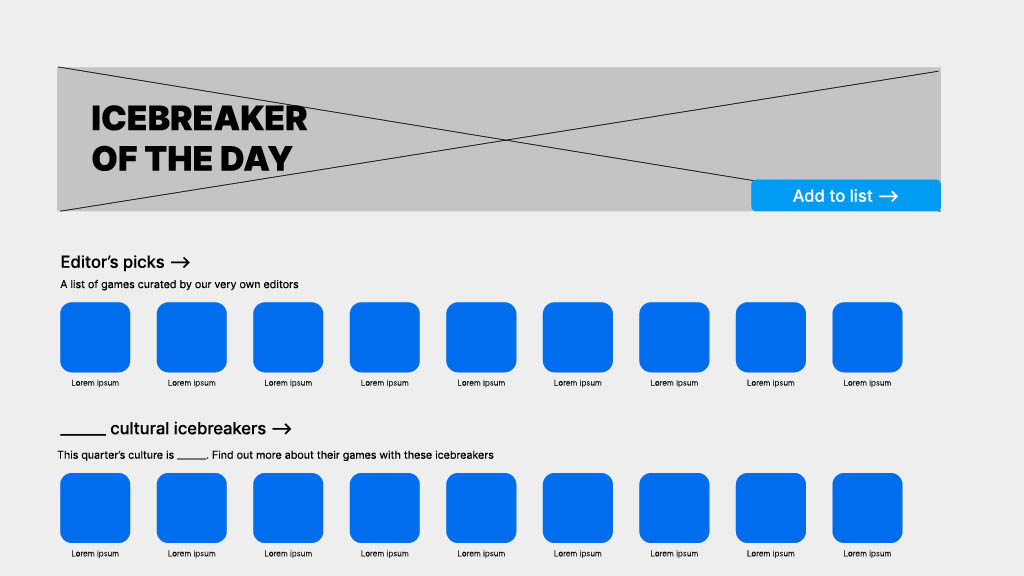 ICEBREAKER
OF THE DAY
Add to list →
Editor’s picks →
A list of games curated by our very own editors
Lorem ipsum Lorem ipsum Lorem ipsum Lorem ipsum Lorem ipsum Lorem ipsum Lorem ipsum Lorem ipsum Lorem ipsum
_____ cultural icebreakers →
This quarter’s culture is _____. Find out more about their games with these icebreakers
Lorem ipsum Lorem ipsum Lorem ipsum Lorem ipsum Lorem ipsum Lorem ipsum Lorem ipsum Lorem ipsum Lorem ipsum